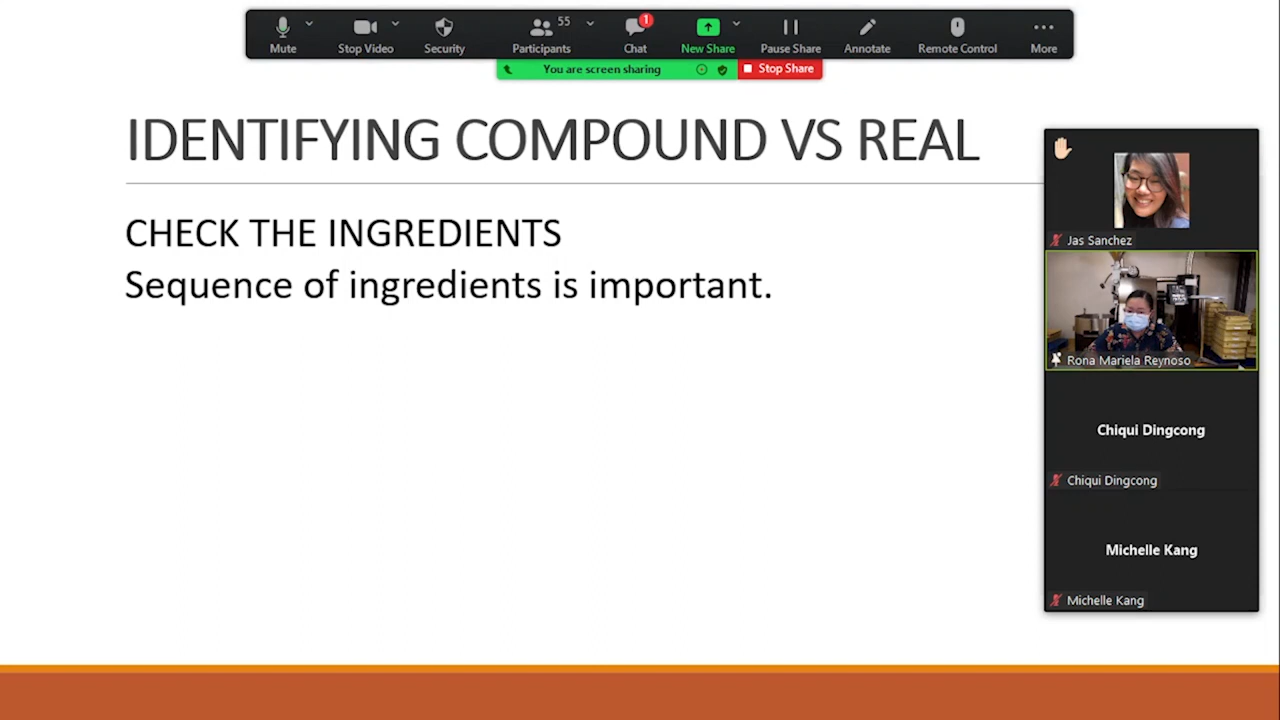 55
1
Mute
Stop Video
Security
Participants
Chat
New Share
Pause Share
Annotate
Remote Control
More
You are screen sharing
Stop Share
IDENTIFYING COMPOUND VS REAL
CHECK THE INGREDIENTS
Sequence of ingredients is important.
Jas Sanchez
Rona Mariela Reynoso
Chiqui Dingcong
Chiqui Dingcong
Michelle Kang
Michelle Kang